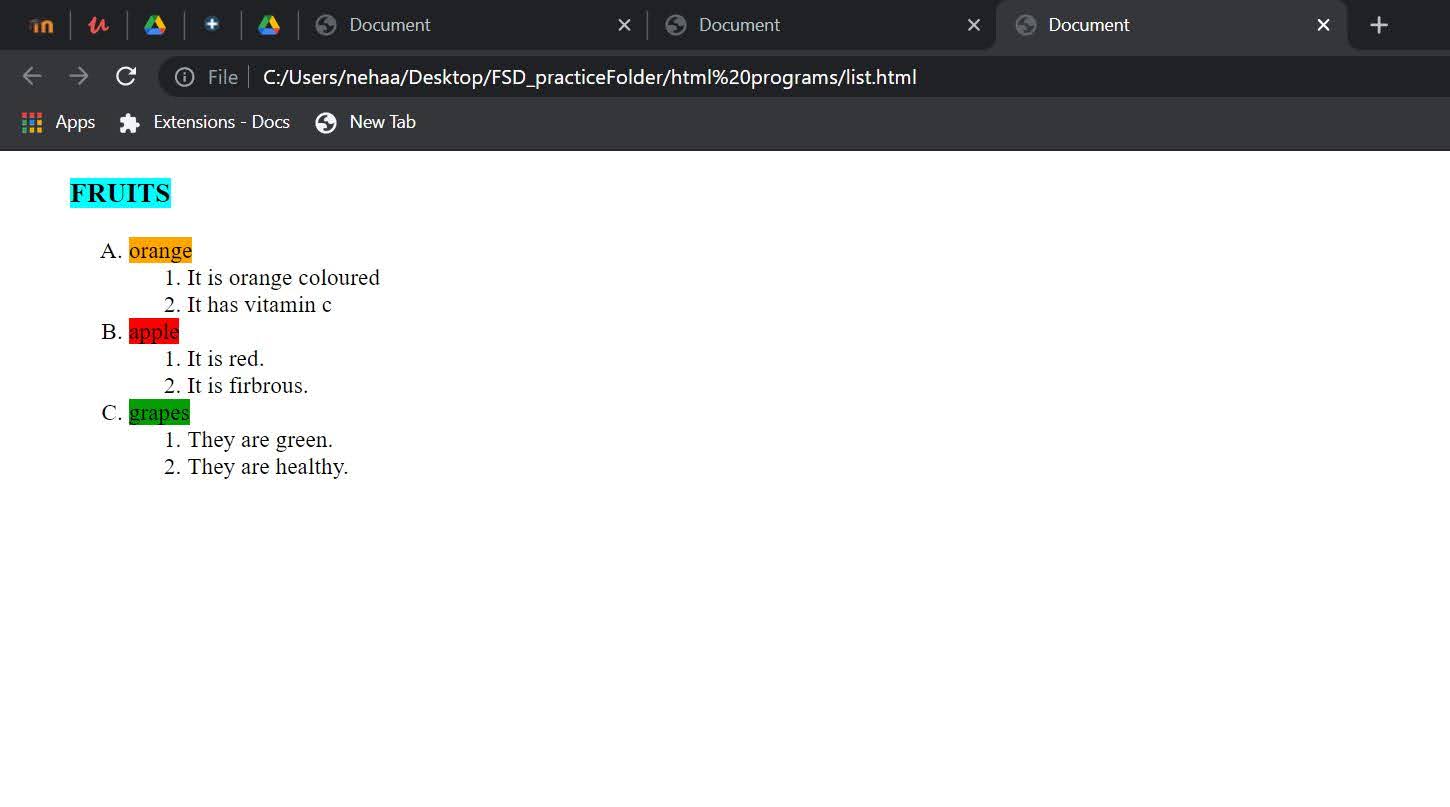 Document Document Document
File C:/Users/nehaa/Desktop/FSD_practiceFolder/html%20programs/list.html
Apps Extensions - Docs New Tab
FRUITS
A. orange
1. It is orange coloured
2. It has vitamin c
B. apple
1. It is red.
2. It is firbrous.
C. grapes
1. They are green.
2. They are healthy.